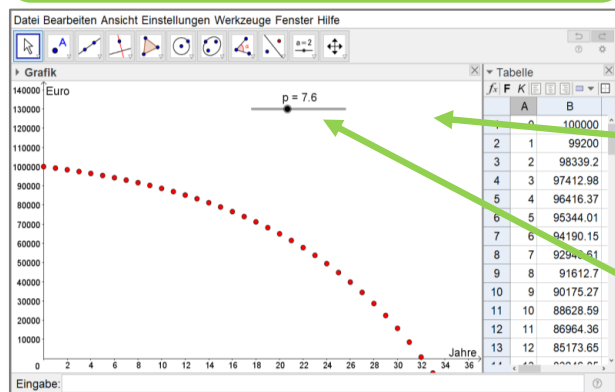 Datei Bearbeiten Ansicht Einstellungen Werkzeuge Fenster Hilfe
A
a=2
Grafik
Tabelle
fx F K
140000
Euro
p = 7.6
130000
120000
110000
100000
90000
80000
70000
60000
50000
40000
30000
20000
10000
Jahre
0 2 4 6 8 10 12 14 16 18 20 22 24 26 28 30 32 34 36
A B
100000
2 1 99200
3 2 98339.2
4 3 97412.98
5 4 96416.37
6 5 95344.01
7 6 94190.15
8 7
9 8 91612.7
10 9 90175.27
11 10 88628.59
12 11 86964.36
13 12 85173.65
Eingabe: